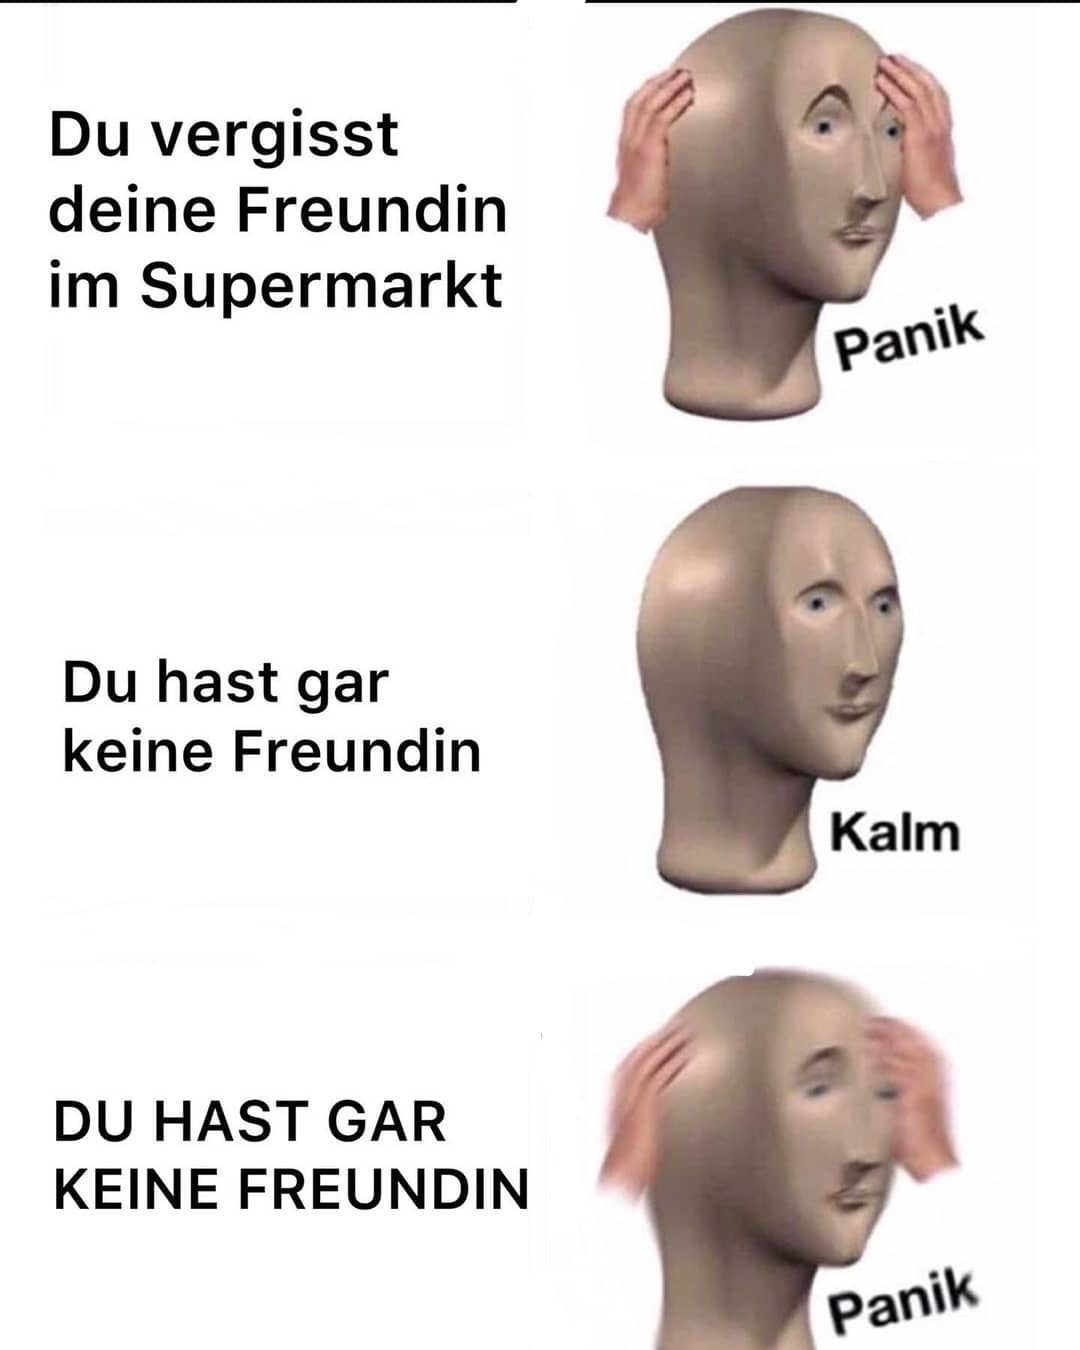 Du vergisst
deine Freundin
im Supermarkt
Panik
Du hast gar
keine Freundin
Kalm
DU HAST GAR
KEINE FREUNDIN
Panik